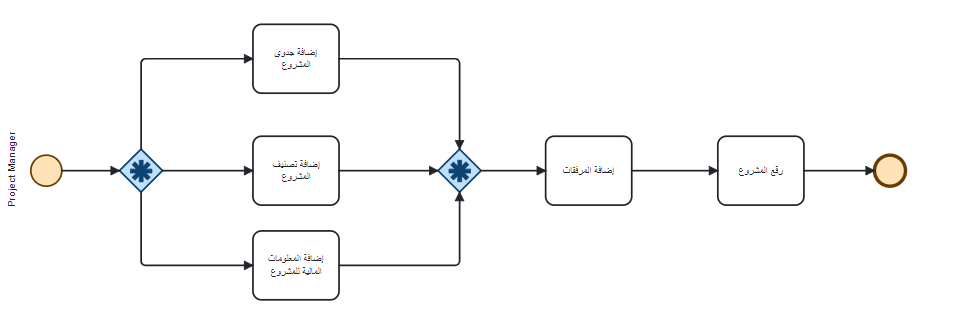 Project Manager
إضافة جدوى
المشروع
إضافة تصنيف
المشروع
إضافة المعلومات
المالية للمشروع
إضافة المرفقات
رفع المشروع